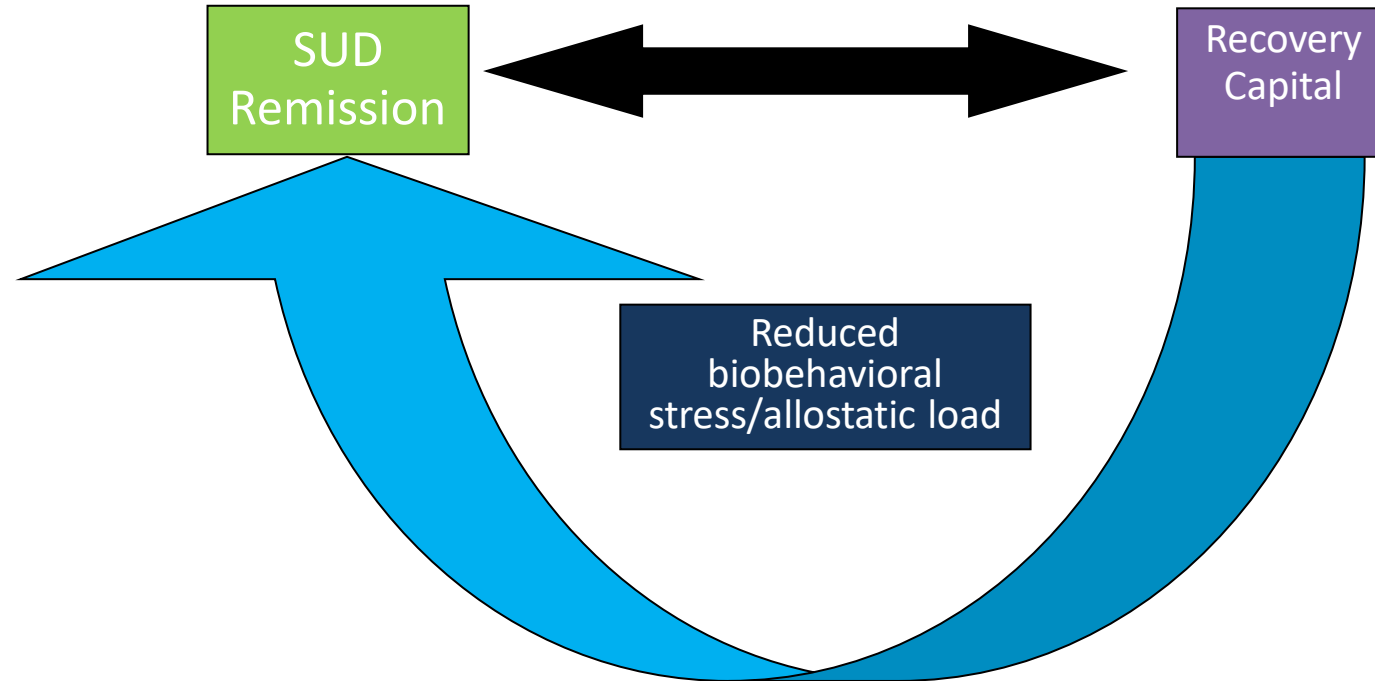 SUD
Remission
Recovery
Capital
Reduced
biobehavioral
stress/allostatic load